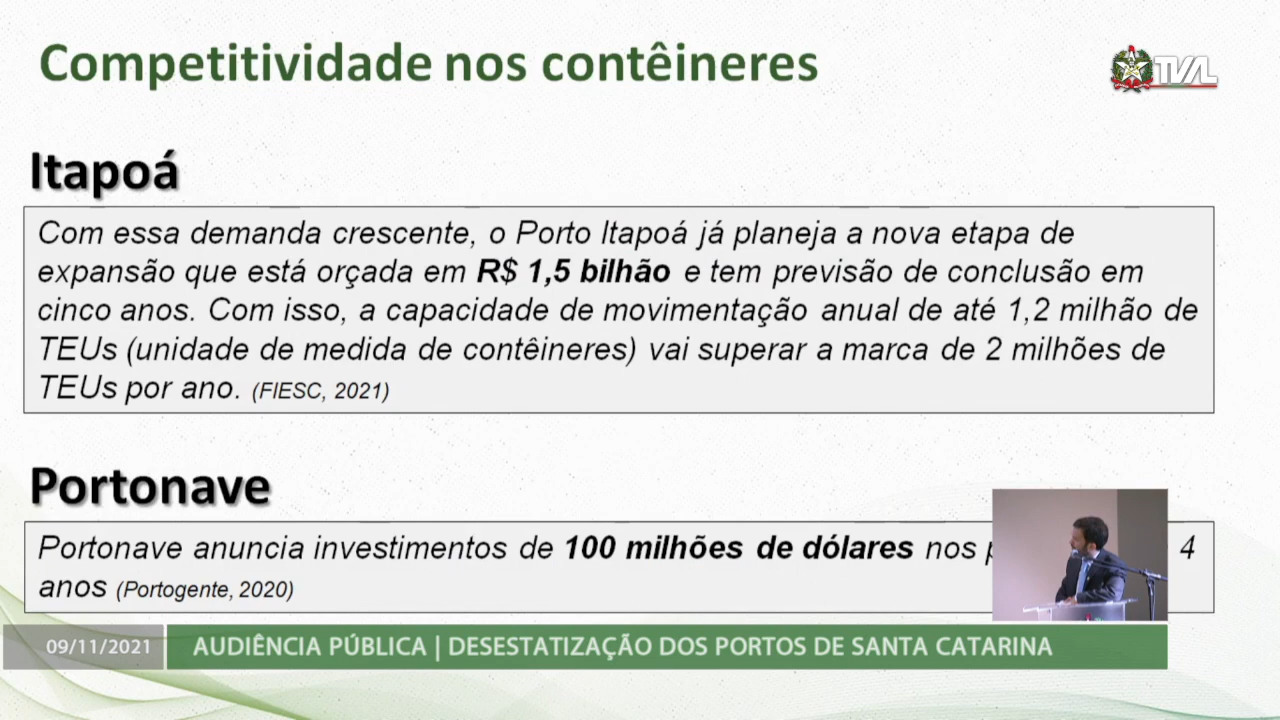 Competitividade nos contêineres
TVAL
Itapoá
Com essa demanda crescente, o Porto Itapoá já planeja a nova etapa de
expansão que está orçada em R$ 1,5 bilhão e tem previsão de conclusão em
cinco anos. Com isso, a capacidade de movimentação anual de até 1,2 milhão de
TEUs (unidade de medida de contêineres) vai superar a marca de 2 milhões de
TEUs por ano. (FIESC, 2021)
Portonave
Portonave anuncia investimentos de 100 milhões de dólares nos 4
anos (Portogente, 2020)
09/11/2021 AUDIÊNCIA PÚBLICA | DESESTATIZAÇÃO DOS PORTOS DE SANTA CATARINA